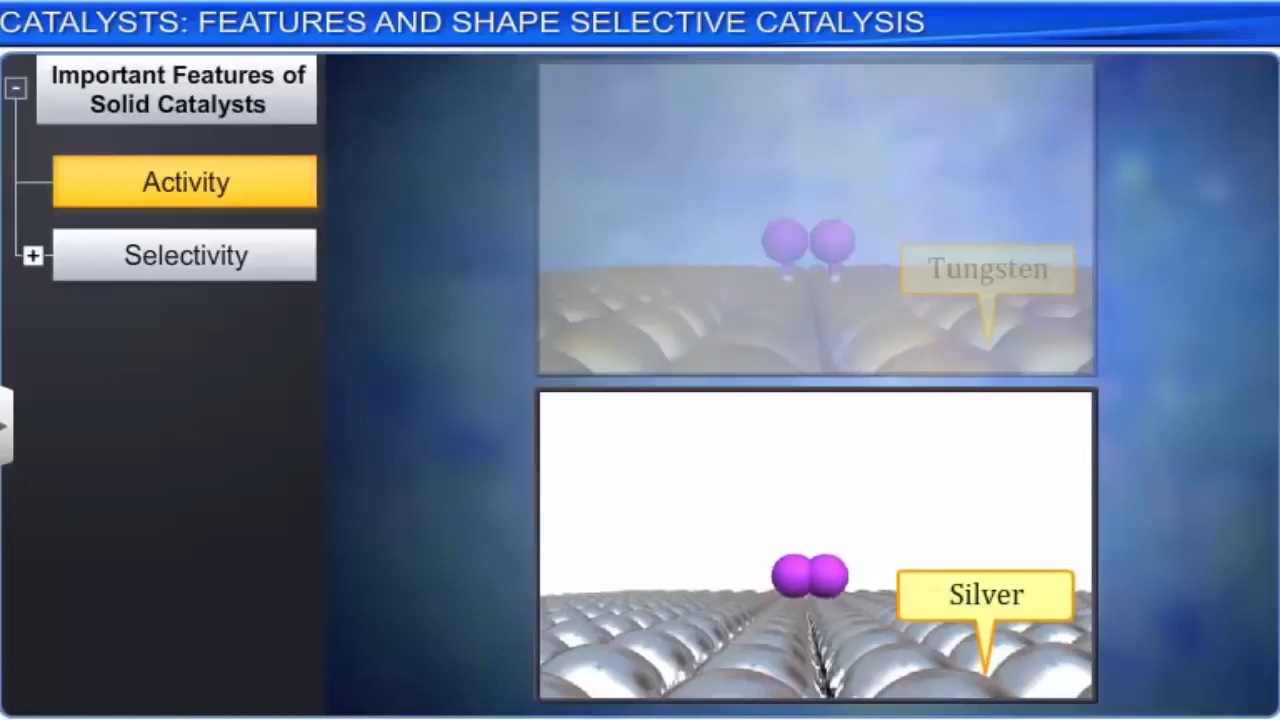 CATALYSTS: FEATURES AND SHAPE SELECTIVE CATALYSIS
Important Features of
Solid Catalysts
Activity
Selectivity
Tungsten
Silver